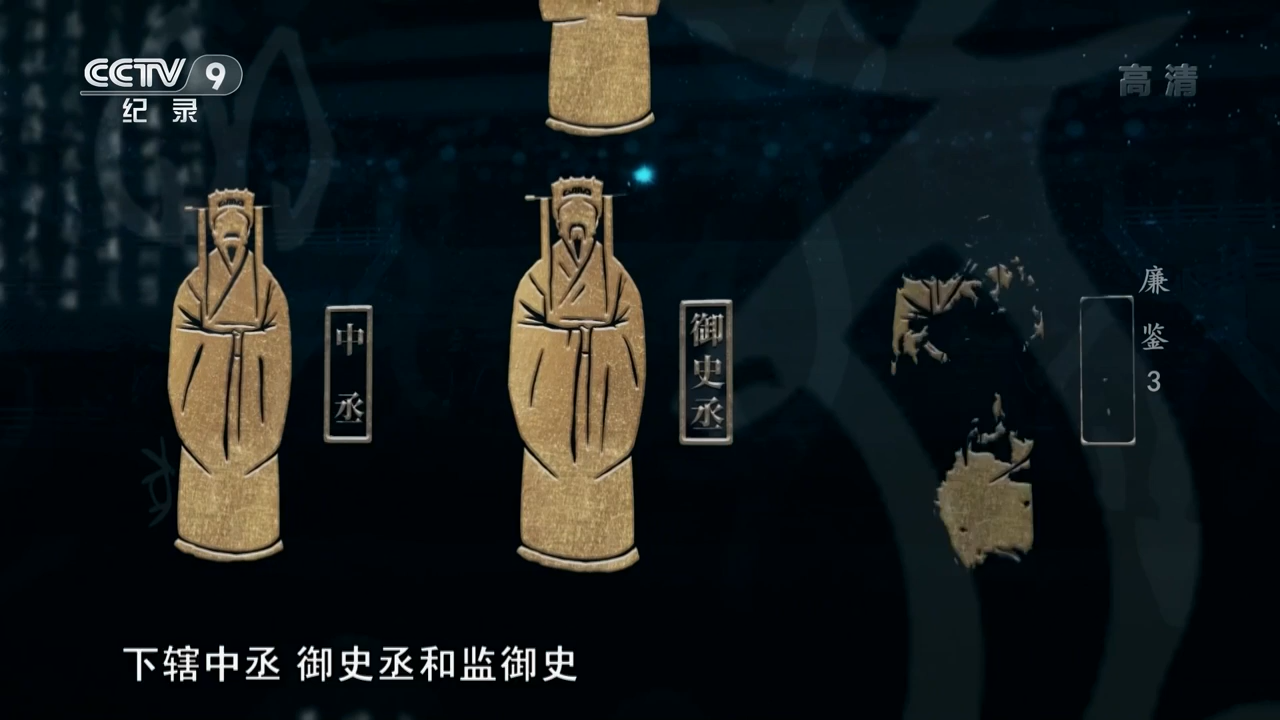 CCTV 9
纪录
高清
中丞
御史丞
廉鉴3
下辖中丞 御史丞和监御史